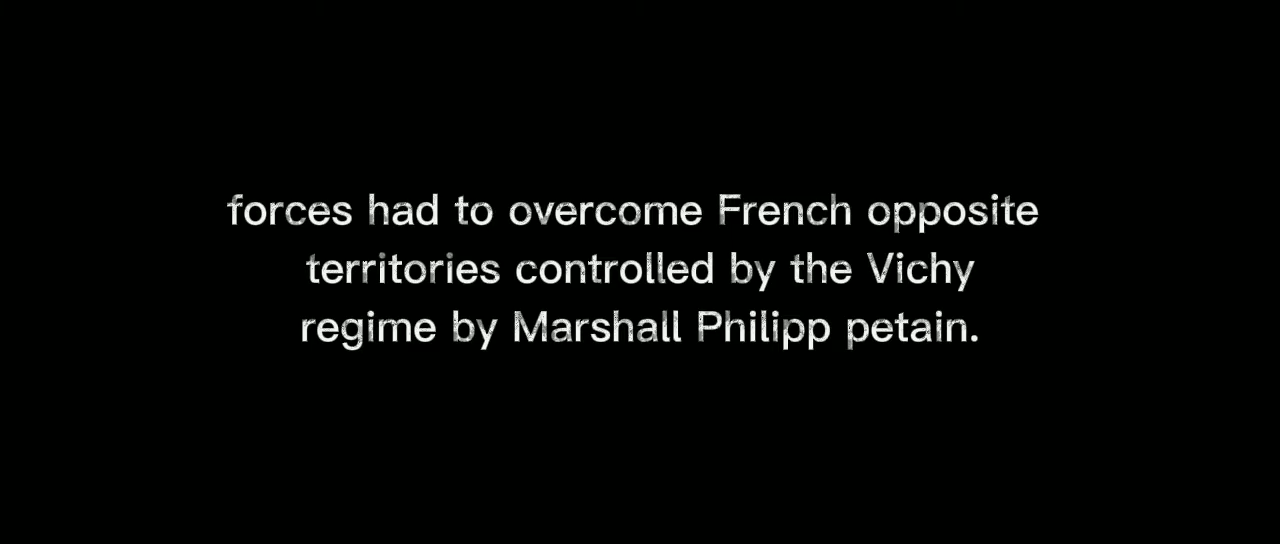 forces had to overcome French opposite
territories controlled by the Vichy
regime by Marshall Philipp petain.